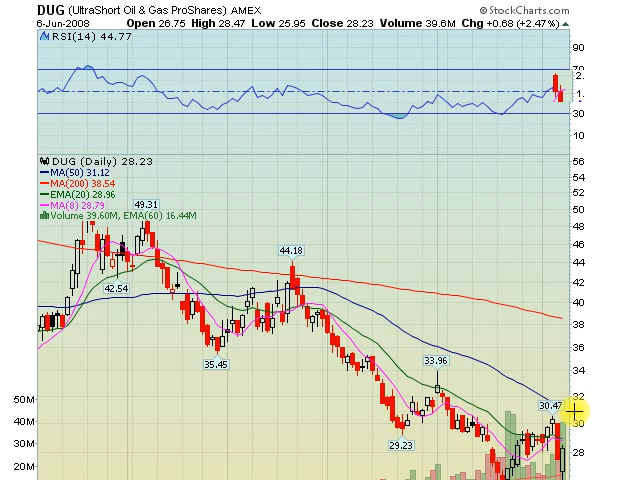 DUG (UltraShort Oil & Gas ProShares) AMEX © StockCharts.com
6-Jun-2008 Open 26.75 High 28.47 Low 25.95 Close 28.23 Volume 39.6M Chg +0.68 (+2.47%)
RSI(14) 44.77
90
70
30
10
DUG (Daily) 28.23
MA(50) 31.12
MA(200) 38.54
EMA(20) 28.96
MA(8) 28.79
Volume 39.60M, EMA(60) 16.44M
56
54
52
50
48
46
44
42
40
38
36
34
32
30
28
49.31
44.18
42.54
35.45
33.96
30.47
29.23
50M
40M
30M
20M